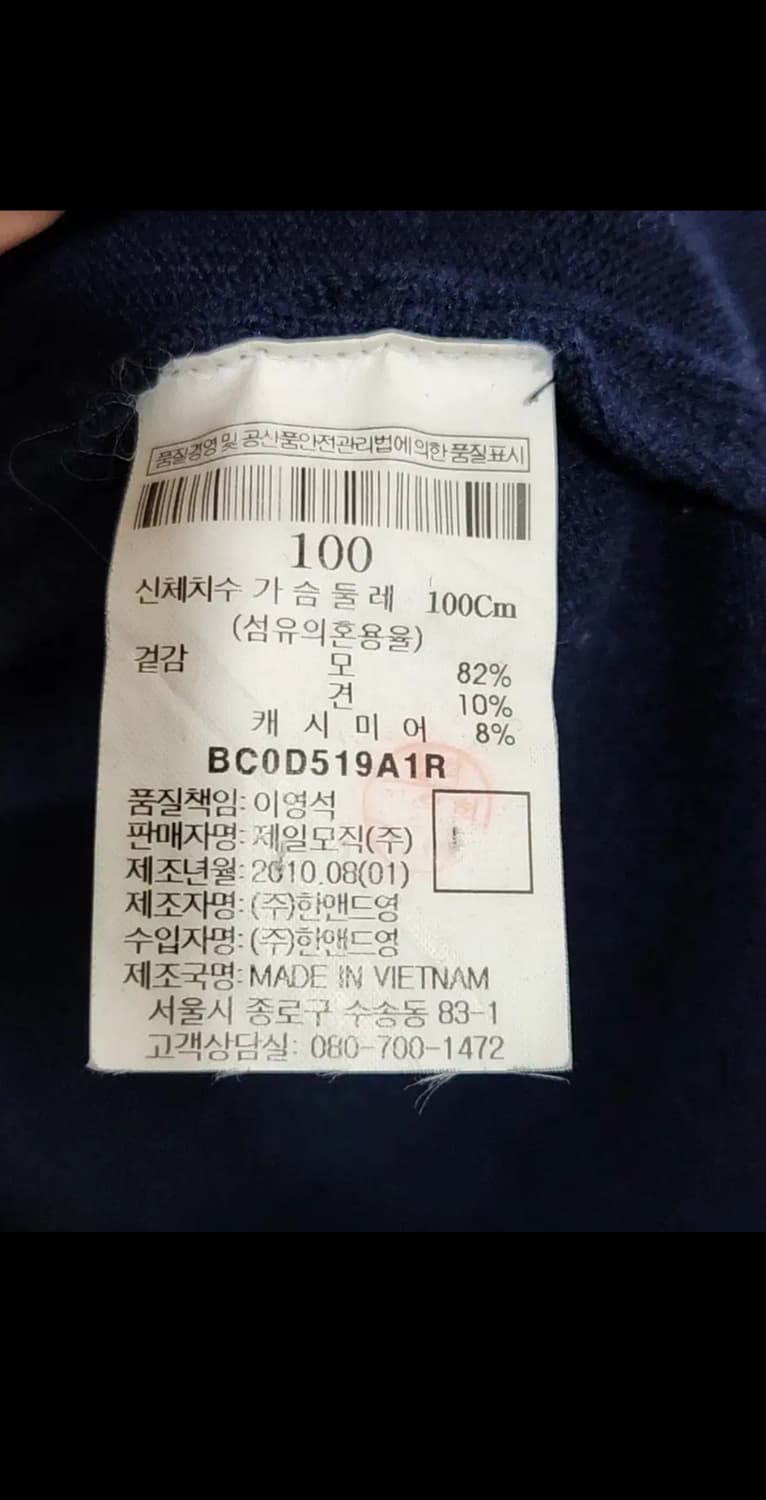 품질경영 및 공산품안전관리법에 의한 품질표시
100
신체치수 가 슴 둘 레 100Cm
(섬유의혼용율)
겉감 모 82%
견 10%
캐 시 미 어 8%
BC0D519A1R
품질책임: 이영석
판매자명: 제일모직(주)
제조년월: 2010.08(01)
제조자명: (주)한앤드영
수입자명: (주)한앤드영
제조국명: MADE IN VIETNAM
서울시 종로구 수송동 83-1
고객상담실: 080-700-1472